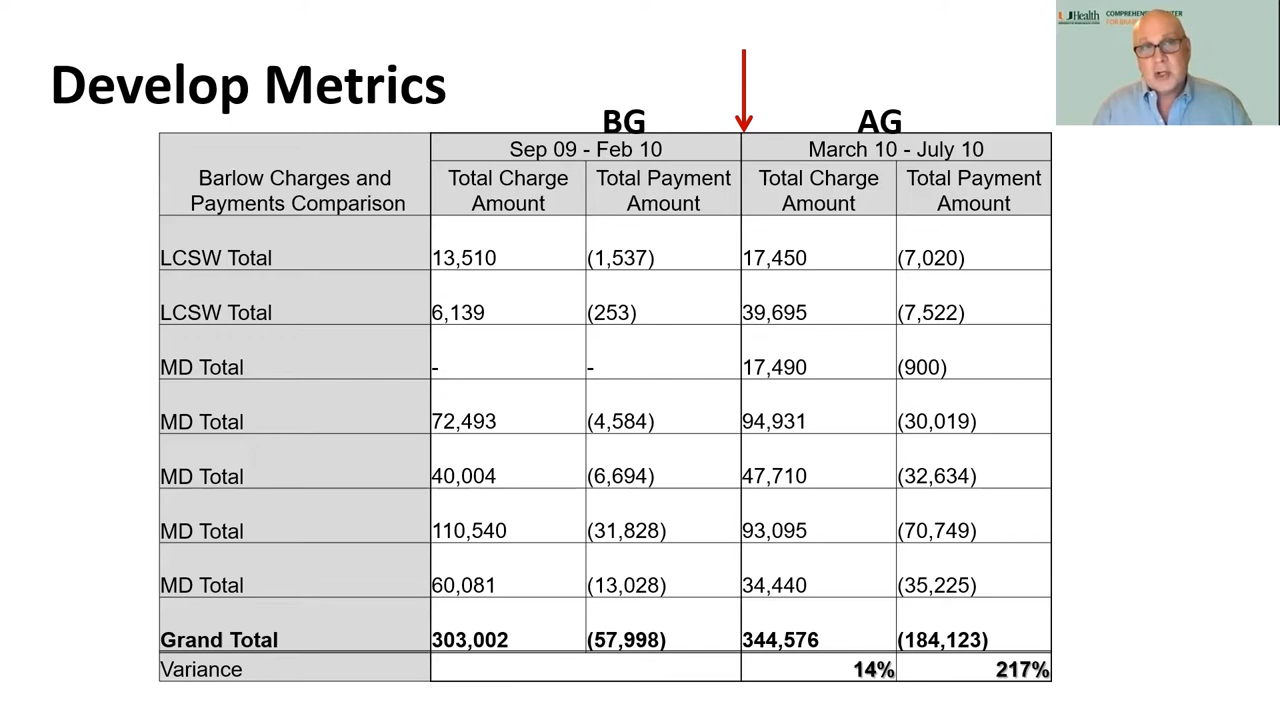 UHealth
COMPREHENSIVE
Develop Metrics
BG
AG
Barlow Charges and
Payments Comparison
Sep 09 - Feb 10
March 10 - July 10
Total Charge
Amount
Total Payment
Amount
Total Charge
Amount
Total Payment
Amount
LCSW Total 13,510 (1,537) 17,450 (7,020)
LCSW Total 6,139 (253) 39,695 (7,522)
MD Total - - 17,490 (900)
MD Total 72,493 (4,584) 94,931 (30,019)
MD Total 40,004 (6,694) 47,710 (32,634)
MD Total 110,540 (31,828) 93,095 (70,749)
MD Total 60,081 (13,028) 34,440 (35,225)
Grand Total 303,002 (57,998) 344,576 (184,123)
Variance 14% 217%